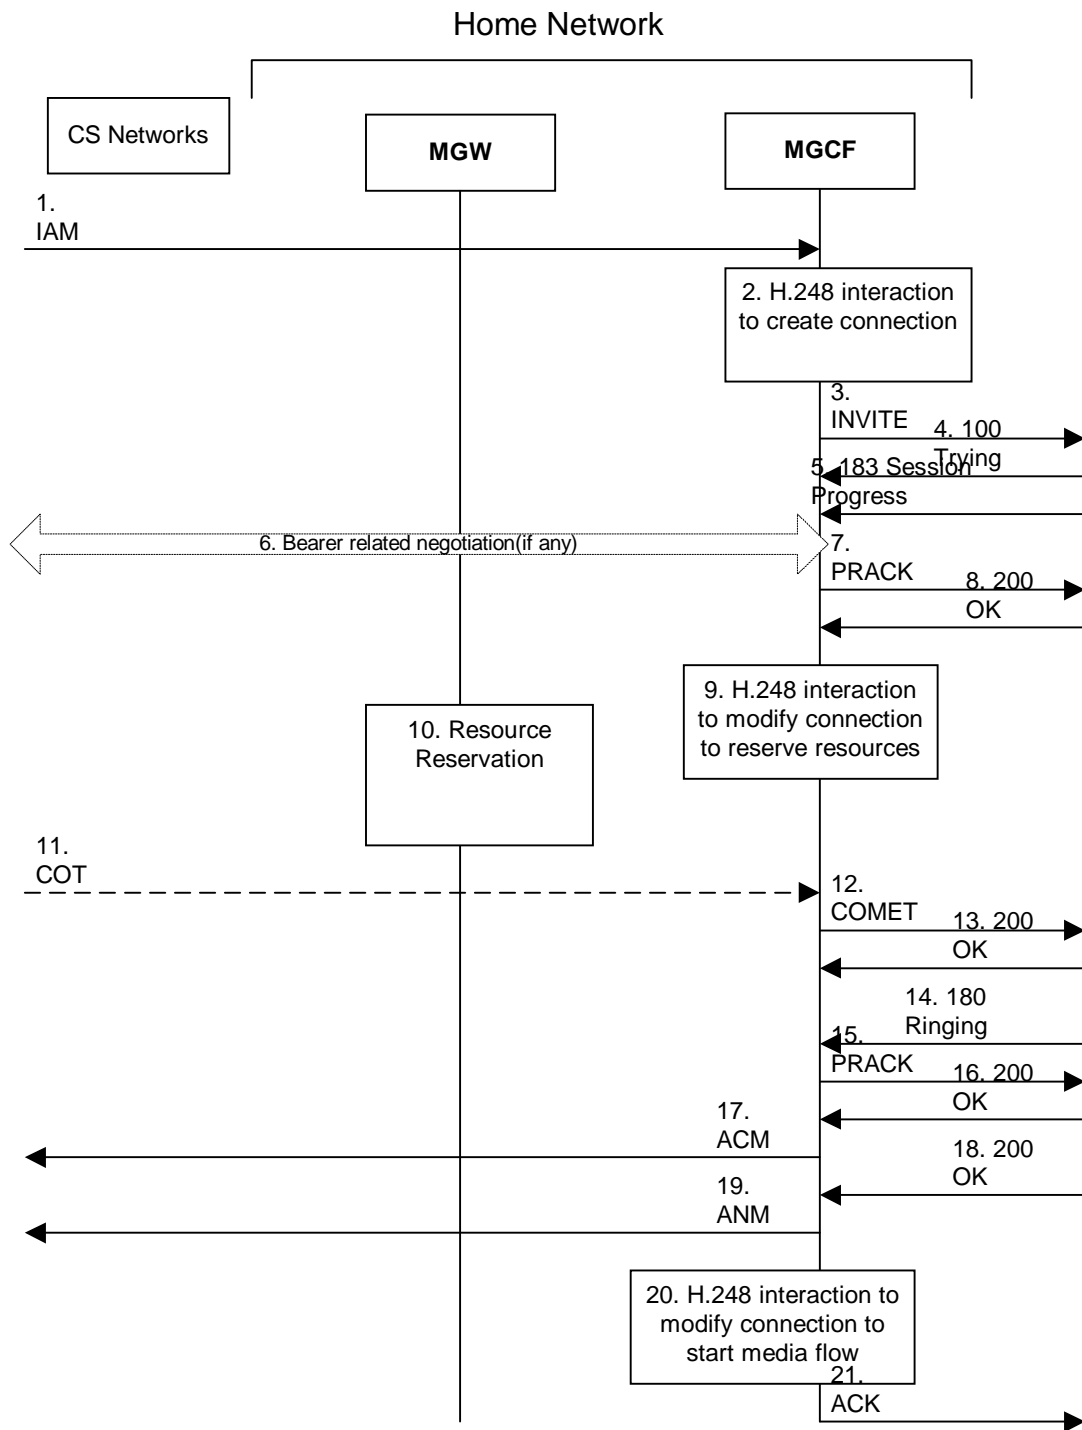 Home Network
CS Networks
MGW
MGCF
1.
IAM
2. H.248 interaction
to create connection
3.
INVITE
4. 100
Trying
5. 183 Session
Progress
6. Bearer related negotiation(if any)
7.
PRACK
8. 200
OK
9. H.248 interaction
to modify connection
to reserve resources
10. Resource
Reservation
11.
COT
12.
COMET
13. 200
OK
14. 180
Ringing
15.
PRACK
16. 200
OK
17.
ACM
18. 200
OK
19.
ANM
20. H.248 interaction to
modify connection to
start media flow
21.
ACK